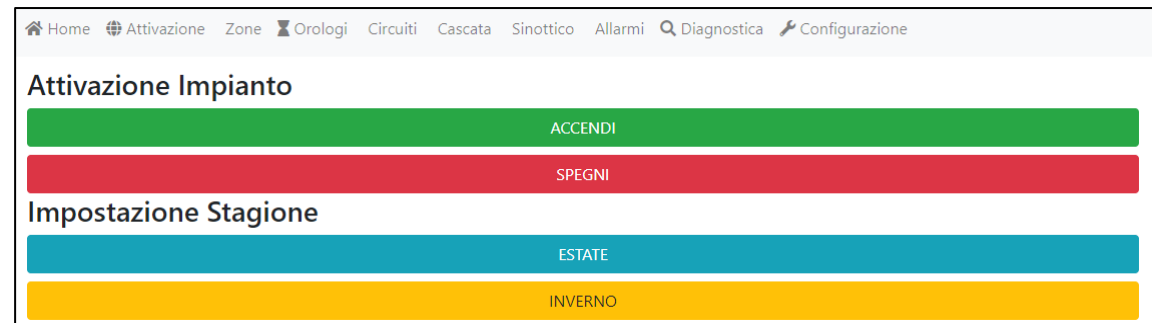 Home Attivazione Zone Orologi Circuiti Cascata Sinottico Allarmi Diagnostica Configurazione
Attivazione Impianto
ACCENDI
SPEGNI
Impostazione Stagione
ESTATE
INVERNO